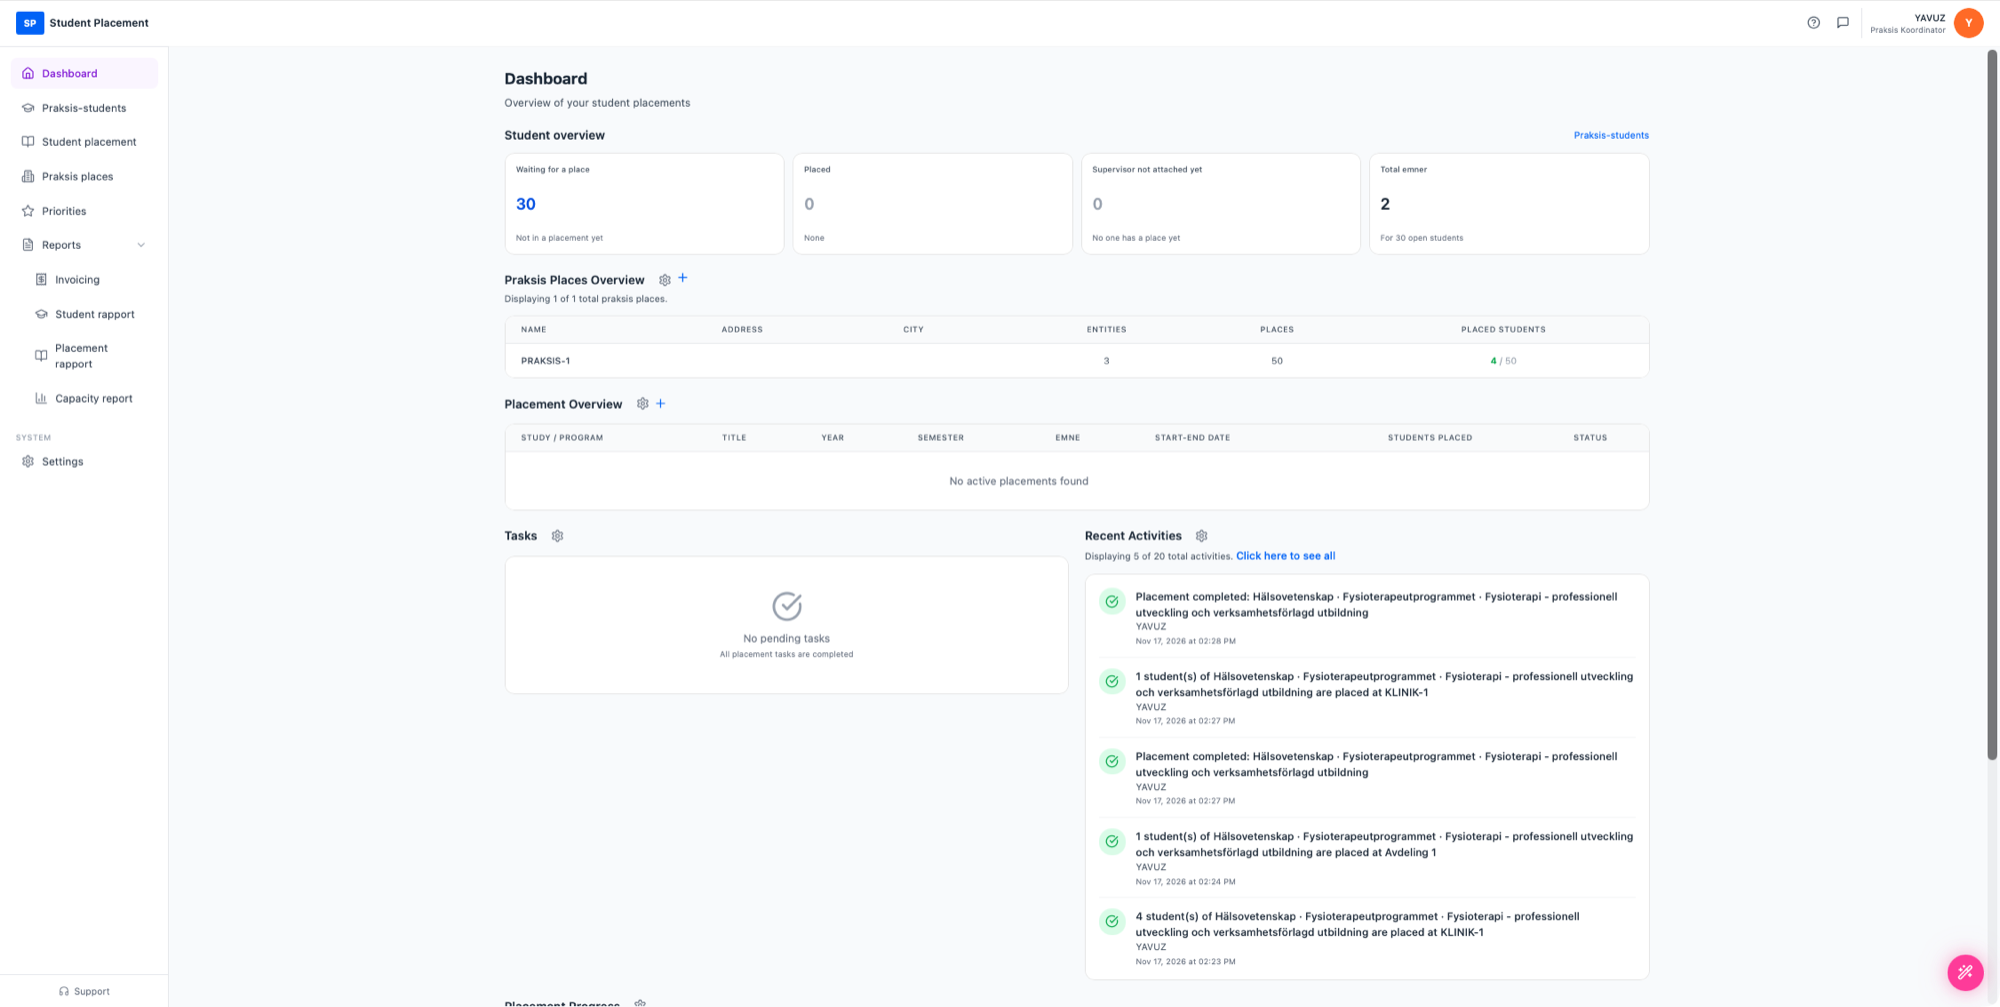 SP Student Placement
YAVUZ
Praksis Koordinator
Y
Dashboard
Praksis-students
Student placement
Praksis places
Priorities
Reports
Invoicing
Student rapport
Placement
rapport
Capacity report
SYSTEM
Settings
Support
Dashboard
Overview of your student placements
Student overview
Praksis-students
Waiting for a place
30
Not in a placement yet
Placed
0
None
Supervisor not attached yet
0
No one has a place yet
Total emner
2
For 30 open students
Praksis Places Overview
Displaying 1 of 1 total praksis places.
NAME ADDRESS CITY ENTITIES PLACES PLACED STUDENTS
PRAKSIS-1 3 50 4 / 50
Placement Overview
STUDY / PROGRAM TITLE YEAR SEMESTER EMNE START-END DATE STUDENTS PLACED STATUS
No active placements found
Tasks
No pending tasks
All placement tasks are completed
Recent Activities
Displaying 5 of 20 total activities. Click here to see all
Placement completed: Hälsovetenskap · Fysioterapeutprogrammet · Fysioterapi - professionell
utveckling och verksamhetsförlagd utbildning
YAVUZ
Nov 17, 2026 at 02:28 PM
1 student(s) of Hälsovetenskap · Fysioterapeutprogrammet · Fysioterapi - professionell utveckling
och verksamhetsförlagd utbildning are placed at KLINIK-1
YAVUZ
Nov 17, 2026 at 02:27 PM
Placement completed: Hälsovetenskap · Fysioterapeutprogrammet · Fysioterapi - professionell
utveckling och verksamhetsförlagd utbildning
YAVUZ
Nov 17, 2026 at 02:27 PM
1 student(s) of Hälsovetenskap · Fysioterapeutprogrammet · Fysioterapi - professionell utveckling
och verksamhetsförlagd utbildning are placed at Avdeling 1
YAVUZ
Nov 17, 2026 at 02:24 PM
4 student(s) of Hälsovetenskap · Fysioterapeutprogrammet · Fysioterapi - professionell
utveckling och verksamhetsförlagd utbildning are placed at KLINIK-1
YAVUZ
Nov 17, 2026 at 02:23 PM
Placement Progress